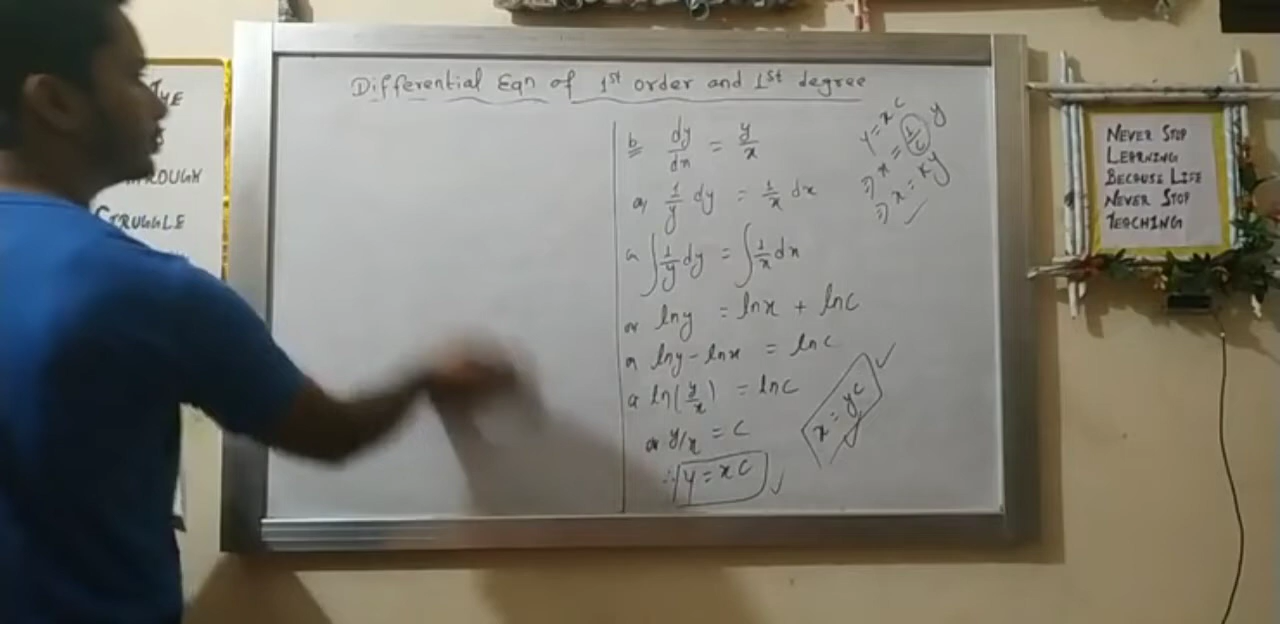 Differential Eqn of 1st order and 1st degree
b dy/dx = y/x
or, 1/y dy = 1/x dx
or ∫ 1/y dy = ∫ 1/x dx
or lny = lnx + lnc
or lny - lnx = lnc
or ln(y/x) = lnc
or y/x = c
∴ y = xc ✓
y = xc
⇒ x = (1/c) y
⇒ x = ky
✓
x = yc ✓
STRUGGLE
NEVER STOP
LEARNING
BECAUSE LIFE
NEVER STOP
TEACHING